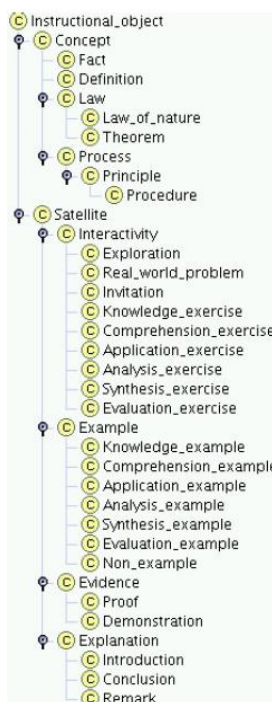 C Instructional_object
C Concept
C Fact
C Definition
C Law
C Law_of_nature
C Theorem
C Process
C Principle
C Procedure
C Satellite
C Interactivity
C Exploration
C Real_world_problem
C Invitation
C Knowledge_exercise
C Comprehension_exercise
C Application_exercise
C Analysis_exercise
C Synthesis_exercise
C Evaluation_exercise
C Example
C Knowledge_example
C Comprehension_example
C Application_example
C Analysis_example
C Synthesis_example
C Evaluation_example
C Non_example
C Evidence
C Proof
C Demonstration
C Explanation
C Introduction
C Conclusion
C Remark